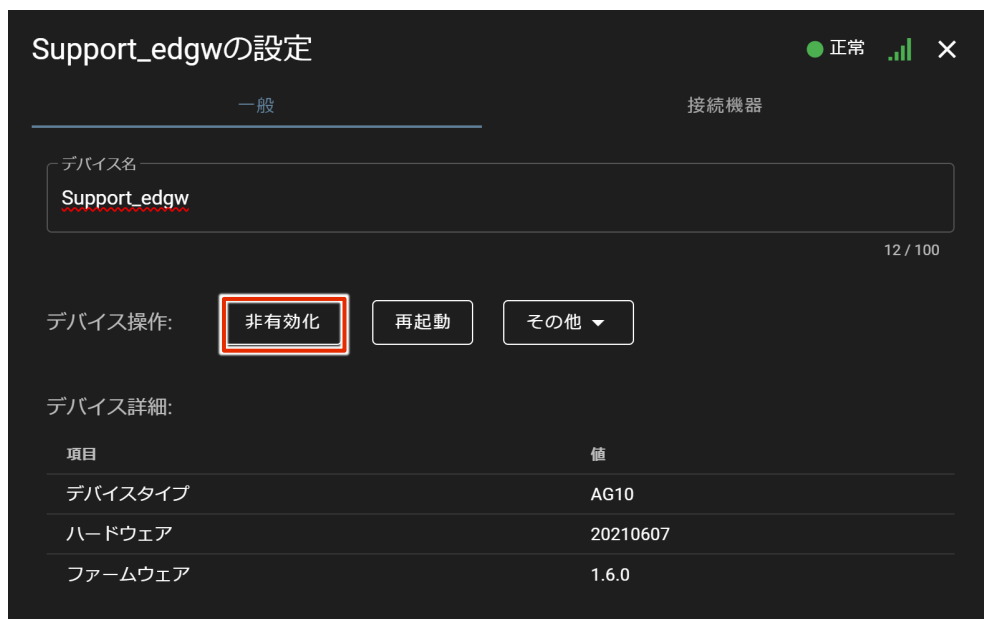 Support_edgwの設定 正常
一般 接続機器
デバイス名
Support_edgw
12 / 100
デバイス操作: 非有効化 再起動 その他
デバイス詳細:
項目 値
デバイスタイプ AG10
ハードウェア 20210607
ファームウェア 1.6.0